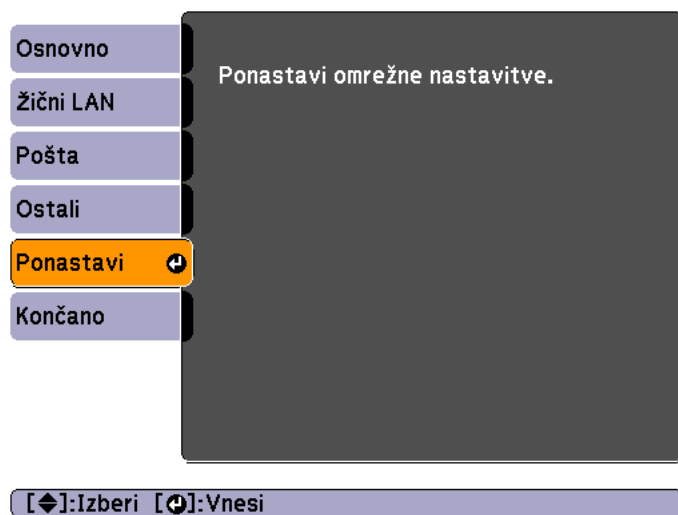 Osnovno
Žični LAN
Pošta
Ostali
Ponastavi
Končano
Ponastavi omrežne nastavitve.
[◆]:Izberi [⏎]:Vnesi